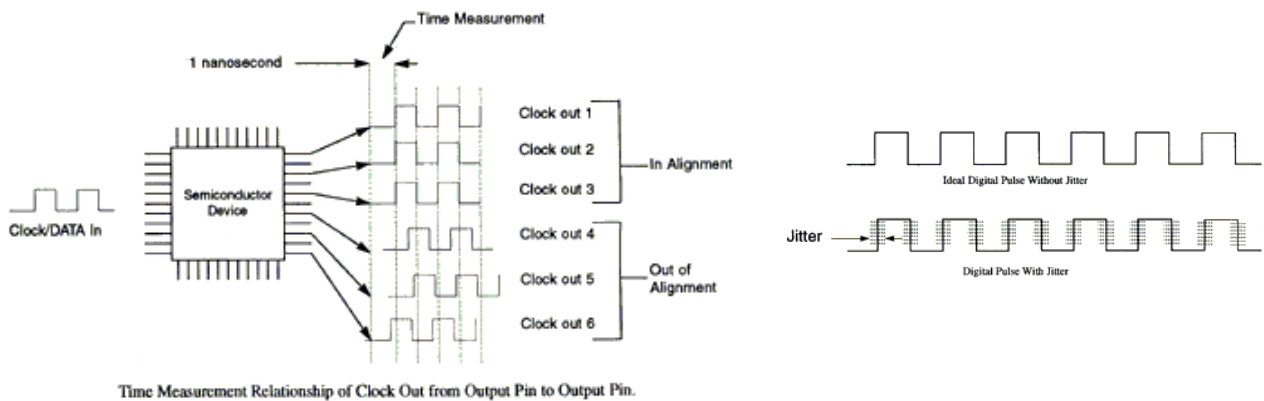 Time Measurement
1 nanosecond
Clock out 1
Clock out 2
In Alignment
Clock out 3
Semiconductor
Device
Clock/DATA In
Clock out 4
Clock out 5
Out of
Alignment
Clock out 6
Time Measurement Relationship of Clock Out from Output Pin to Output Pin.
Ideal Digital Pulse Without Jitter
Jitter
Digital Pulse With Jitter